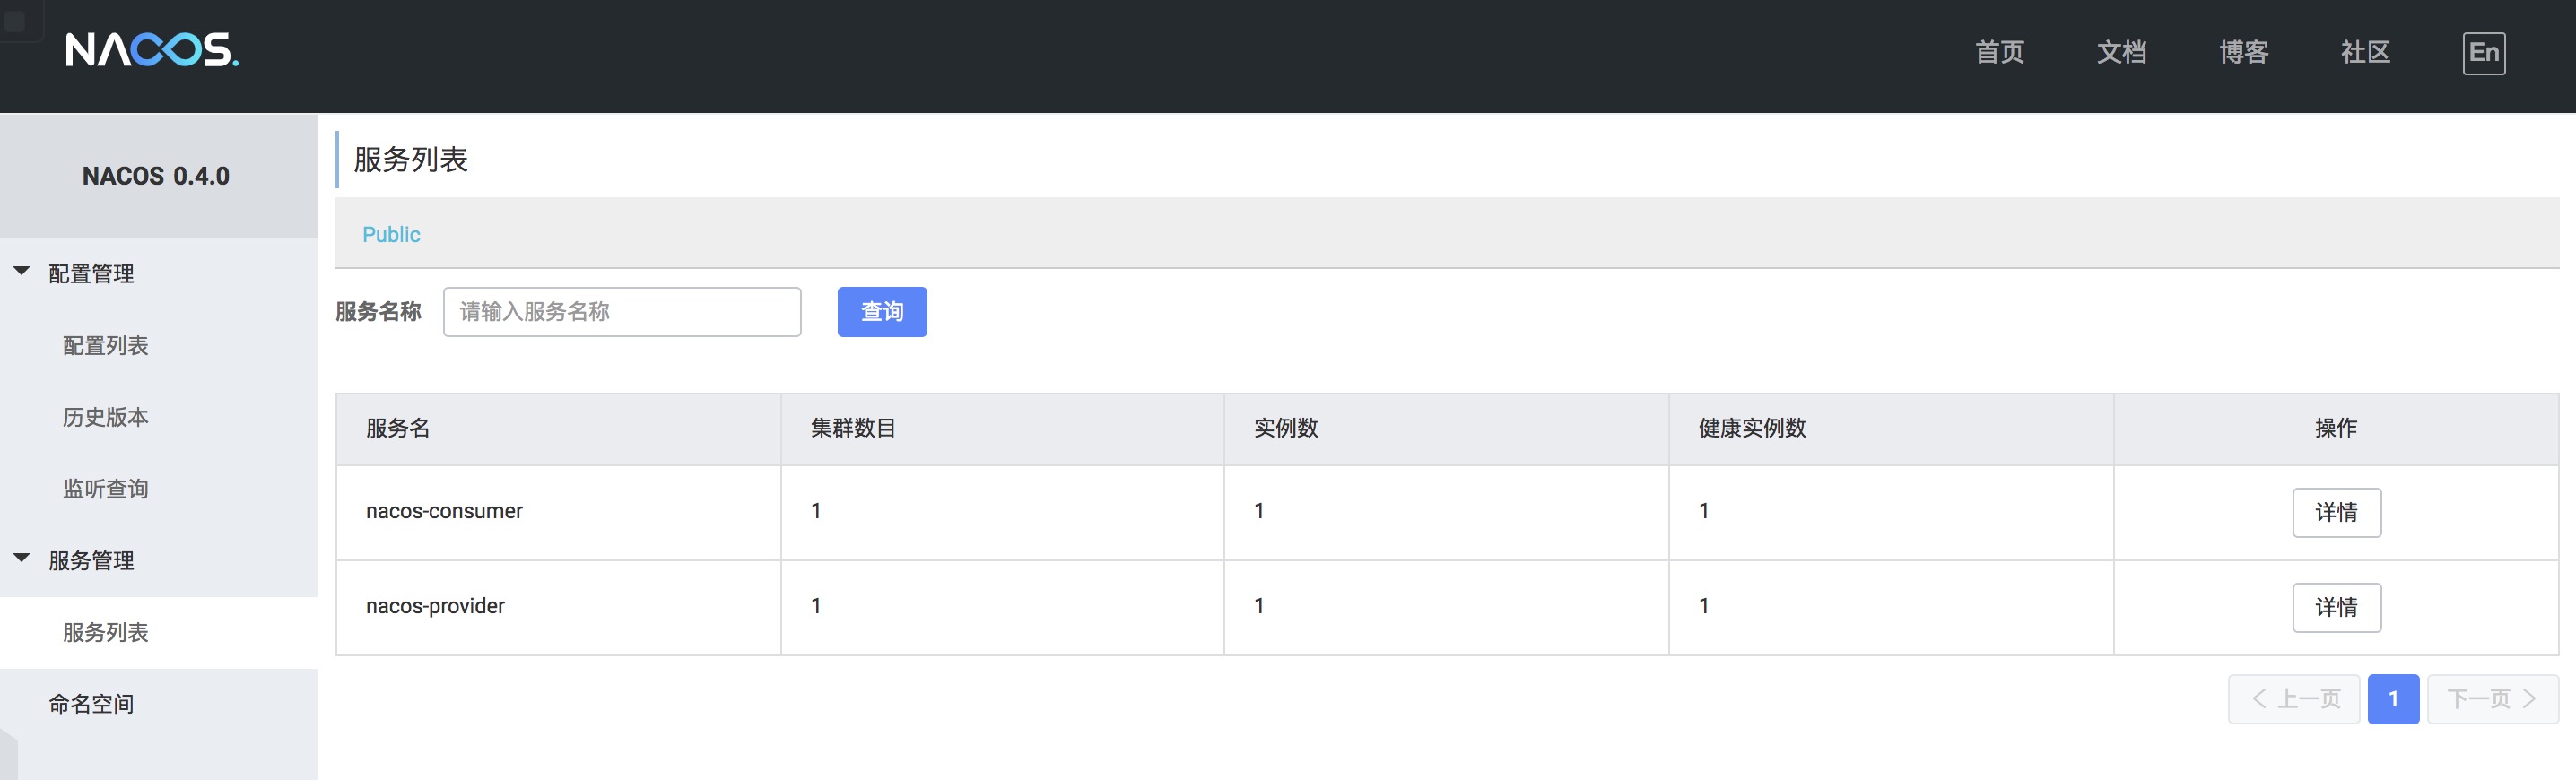 NACOS.
首页 文档 博客 社区 En
NACOS 0.4.0
配置管理
配置列表
历史版本
监听查询
服务管理
服务列表
命名空间
服务列表
Public
服务名称 请输入服务名称 查询
服务名 集群数目 实例数 健康实例数 操作
nacos-consumer 1 1 1 详情
nacos-provider 1 1 1 详情
上一页 1 下一页